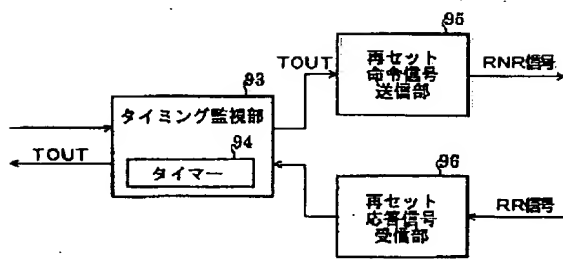 95
再セット
命令信号
送信部
TOUT
RNR信号
93
タイミング監視部
94
タイマー
TOUT
96
再セット
応答信号
受信部
RR信号